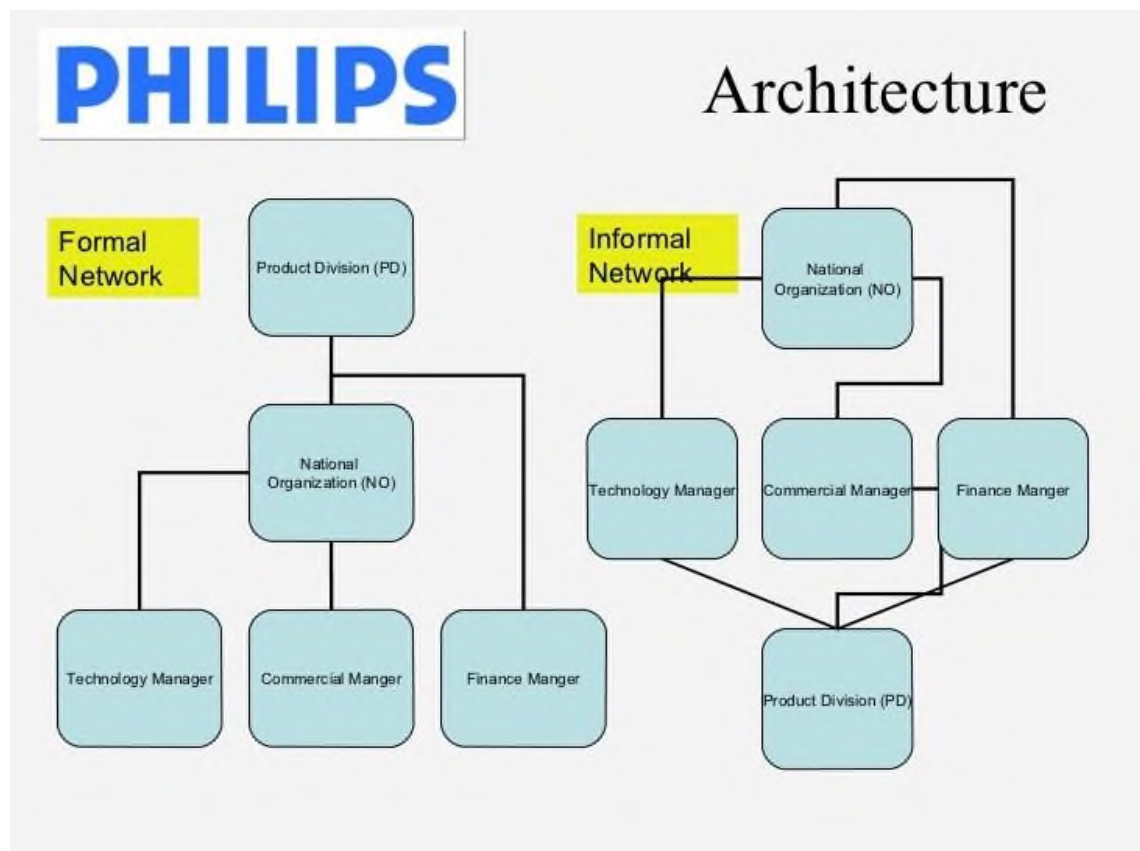 PHILIPS
Architecture
Formal
Network
Product Division (PD)
National
Organization (NO)
Technology Manager
Commercial Manger
Finance Manger
Informal
Network
National
Organization (NO)
Technology Manager
Commercial Manager
Finance Manger
Product Division (PD)